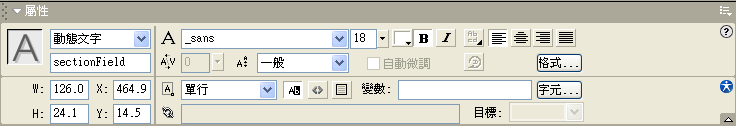 屬性
A 動態文字 A _sans 18 B I
sectionField A|V 0 一般 自動微調 格式...
W: 126.0 X: 464.9 A 單行 變數: 字元...
H: 24.1 Y: 14.5 目標: